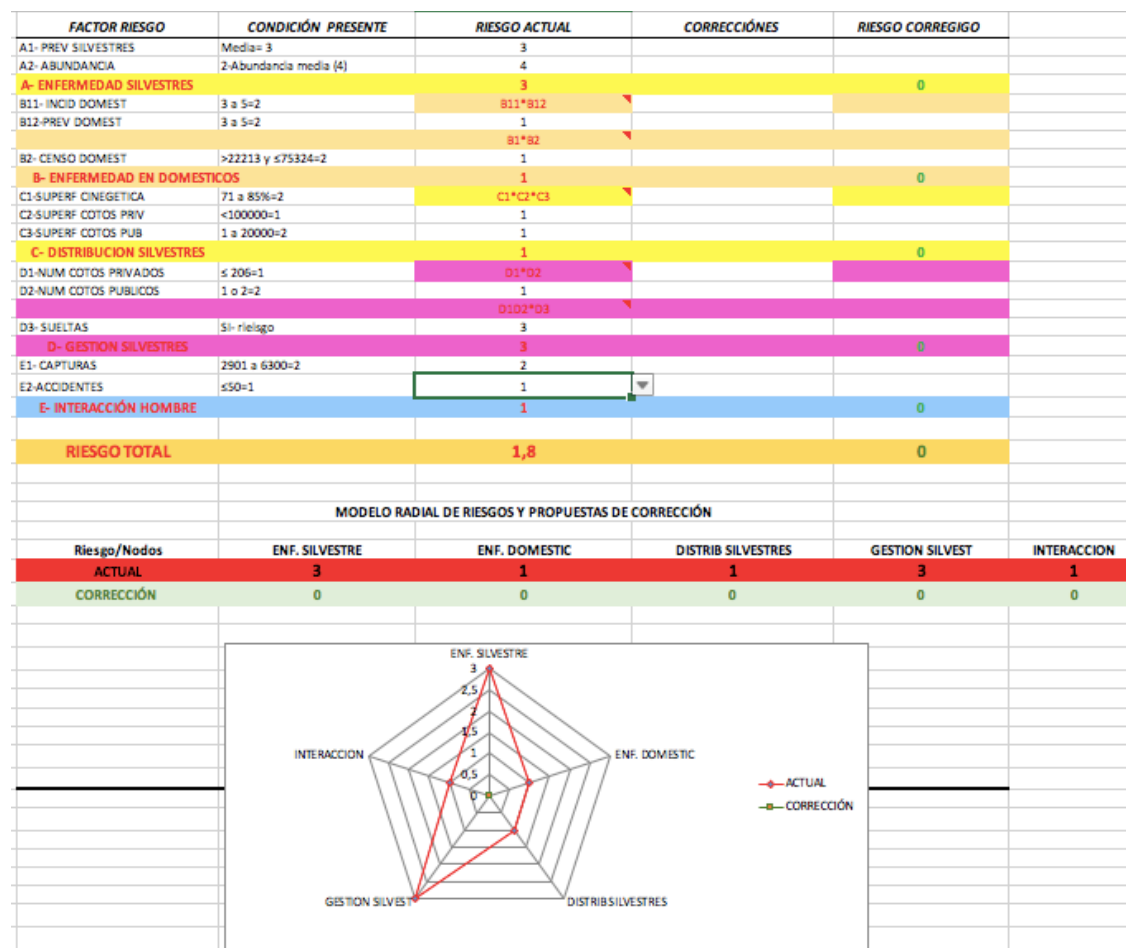 FACTOR RIESGO CONDICIÓN PRESENTE RIESGO ACTUAL CORRECCIÓNES RIESGO CORREGIGO
A1- PREV SILVESTRES Media= 3 3
A2- ABUNDANCIA 2-Abundancia media (4) 4
A- ENFERMEDAD SILVESTRES 3 0
B11- INCID DOMEST 3 a 5=2 B11*B12
B12-PREV DOMEST 3 a 5=2 1
B1*B2
B2- CENSO DOMEST >22213 y ≤75324=2 1
B- ENFERMEDAD EN DOMESTICOS 1 0
C1-SUPERF CINEGETICA 71 a 85%=2 C1*C2*C3
C2-SUPERF COTOS PRIV <100000=1 1
C3-SUPERF COTOS PUB 1 a 20000=2 1
C- DISTRIBUCION SILVESTRES 1 0
D1-NUM COTOS PRIVADOS ≤ 206=1 D1*D2
D2-NUM COTOS PUBLICOS 1 o 2=2 1
D1D2*D3
D3- SUELTAS SI- rielsgo 3
D- GESTION SILVESTRES 3 0
E1- CAPTURAS 2901 a 6300=2 2
E2-ACCIDENTES ≤50=1 1
E- INTERACCIÓN HOMBRE 1 0
RIESGO TOTAL 1,8 0
MODELO RADIAL DE RIESGOS Y PROPUESTAS DE CORRECCIÓN
Riesgo/Nodos ENF. SILVESTRE ENF. DOMESTIC DISTRIB SILVESTRES GESTION SILVEST INTERACCION
ACTUAL 3 1 1 3 1
CORRECCIÓN 0 0 0 0 0
ENF. SILVESTRE
3
2,5
2
1,5
1
0,5
0
INTERACCION
ENF. DOMESTIC
ACTUAL
CORRECCIÓN
GESTION SILVEST
DISTRIB SILVESTRES